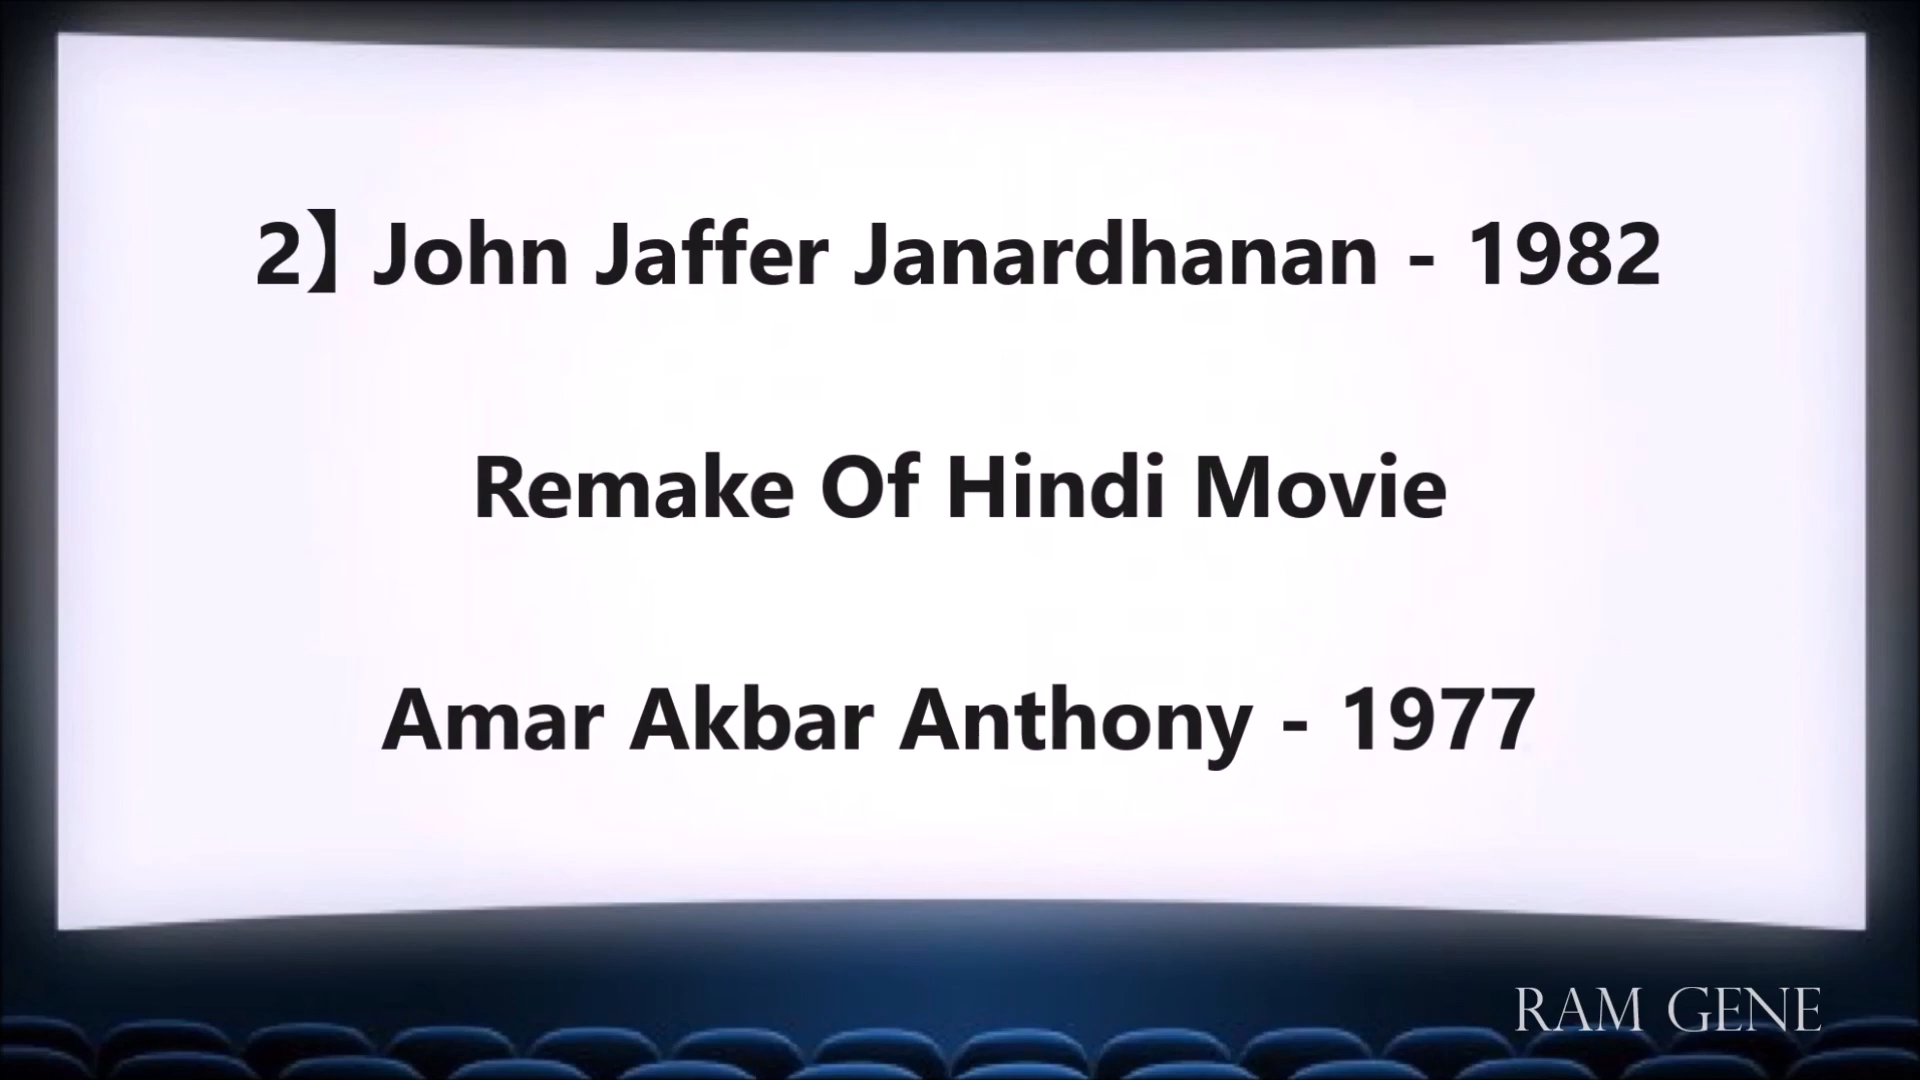 2】 John Jaffer Janardhanan - 1982
Remake Of Hindi Movie
Amar Akbar Anthony - 1977
RAM GENE